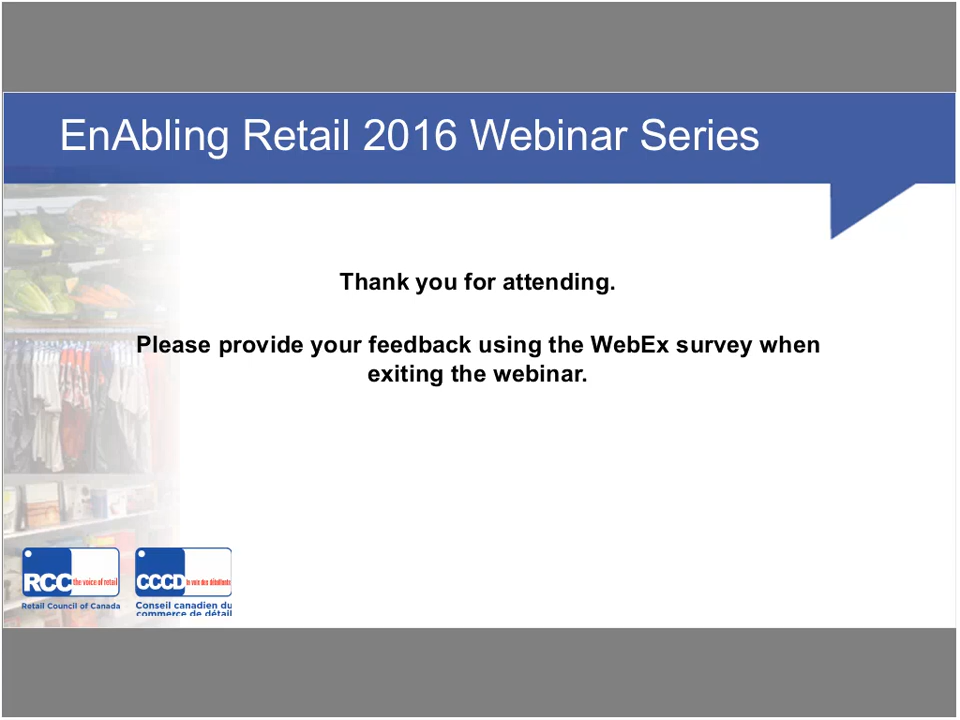 EnAbling Retail 2016 Webinar Series
Thank you for attending.
Please provide your feedback using the WebEx survey when
exiting the webinar.
RCC the voice of retail
Retail Council of Canada
CCCD la voix des détaillants
Conseil canadien du
commerce de détail